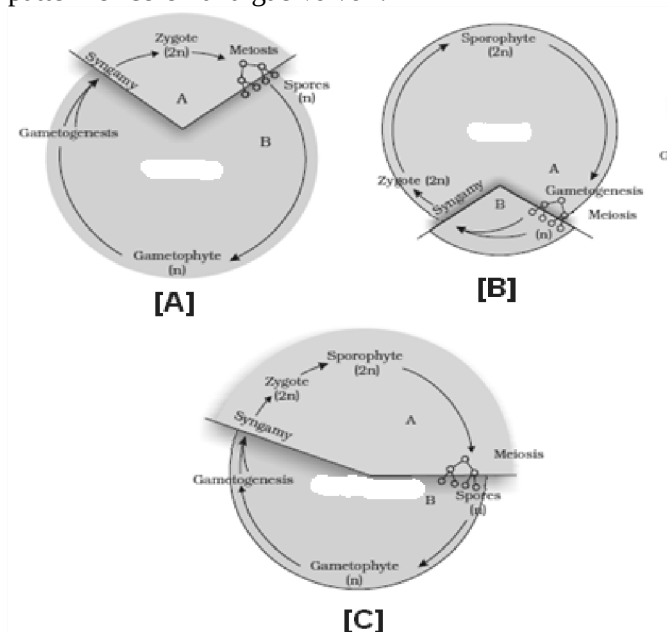 Syngamy
Zygote
(2n)
Meiosis
Spores
(n)
A
B
Gametogenesis
Gametophyte
(n)
[A]
Sporophyte
(2n)
A
Zygote (2n)
Syngamy
B
Gametogenesis
Meiosis
(n)
[B]
Sporophyte
(2n)
Zygote
(2n)
Syngamy
A
Meiosis
Gametogenesis
B
Spores
(n)
Gametophyte
(n)
[C]